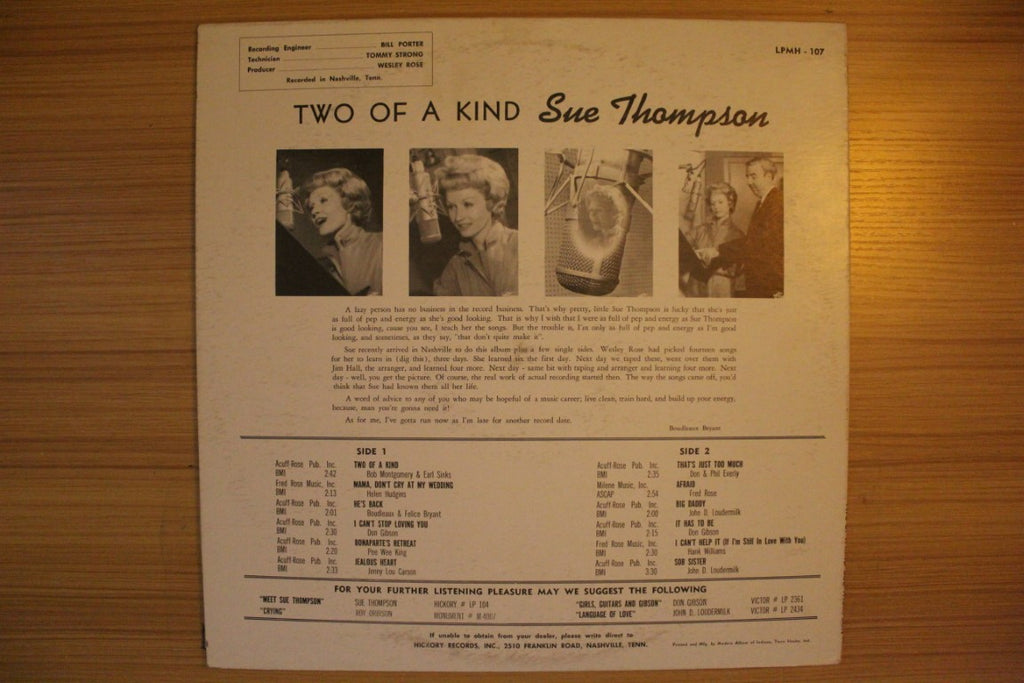 Recording Engineer BILL PORTER
Technician TOMMY STRONG
Producer WESLEY ROSE
Recorded in Nashville, Tenn.
LPMH - 107
TWO OF A KIND Sue Thompson
A lazy person has no business in the record business. That's why pretty, little Sue Thompson is lucky that she's just
as full of pep and energy as she's good looking. That is why I wish that I were as full of pep and energy as Sue Thompson
is good looking, cause you see, I teach her the songs. But the trouble is, I'm only as full of pep and energy as I'm good
looking, and sometimes, as they say, "that don't quite make it".
Sue recently arrived in Nashville to do this album plus a few single sides. Wesley Rose had picked fourteen songs
for her to learn in (dig this), three days. She learned six the first day. Next day we taped these, went over them with
Jim Hall, the arranger, and learned four more. Next day - same bit with taping and arranger and learning four more. Next
day - well, you get the picture. Of course, the real work of actual recording started then. The way the songs came off, you'd
think that Sue had known them all her life.
A word of advice to any of you who may be hopeful of a music career; live clean, train hard, and build up your energy,
because, man you're gonna need it!
As for me, I've gotta run now as I'm late for another record date.
Boudleaux Bryant
SIDE 1
Acuff-Rose Pub. Inc. TWO OF A KIND
BMI 2:42 Bob Montgomery & Earl Sinks
Fred Rose Music, Inc. MAMA, DON'T CRY AT MY WEDDING
BMI 2:13 Helen Hudgins
Acuff-Rose Pub. Inc. HE'S BACK
BMI 2:01 Boudleaux & Felice Bryant
Acuff-Rose Pub. Inc. I CAN'T STOP LOVING YOU
BMI 2:30 Don Gibson
Acuff-Rose Pub. Inc. BONAPARTE'S RETREAT
BMI 2:20 Pee Wee King
Acuff-Rose Pub. Inc. JEALOUS HEART
BMI 2:33 Jenny Lou Carson
SIDE 2
Acuff-Rose Pub. Inc. THAT'S JUST TOO MUCH
BMI 2:35 Don & Phil Everly
Milene Music, Inc. AFRAID
ASCAP 2:54 Fred Rose
Acuff-Rose Pub. Inc. BIG DADDY
BMI 2:00 John D. Loudermilk
Acuff-Rose Pub. Inc. IT HAS TO BE
BMI 2:15 Don Gibson
Fred Rose Music, Inc. I CAN'T HELP IT (If I'm Still In Love With You)
BMI 2:30 Hank Williams
Acuff-Rose Pub. Inc. SOB SISTER
BMI 3:30 John D. Loudermilk
FOR YOUR FURTHER LISTENING PLEASURE MAY WE SUGGEST THE FOLLOWING
"MEET SUE THOMPSON" SUE THOMPSON HICKORY # LP 104 "GIRLS, GUITARS AND GIBSON" DON GIBSON VICTOR # LP 2361
"CRYING" ROY ORBISON MONUMENT # M-4007 "LANGUAGE OF LOVE" JOHN D. LOUDERMILK VICTOR # LP 2434
If unable to obtain from your dealer, please write direct to
HICKORY RECORDS, INC., 2510 FRANKLIN ROAD, NASHVILLE, TENN.
Printed and Mfg. by Modern Album of Indiana, Terre Haute, Ind.